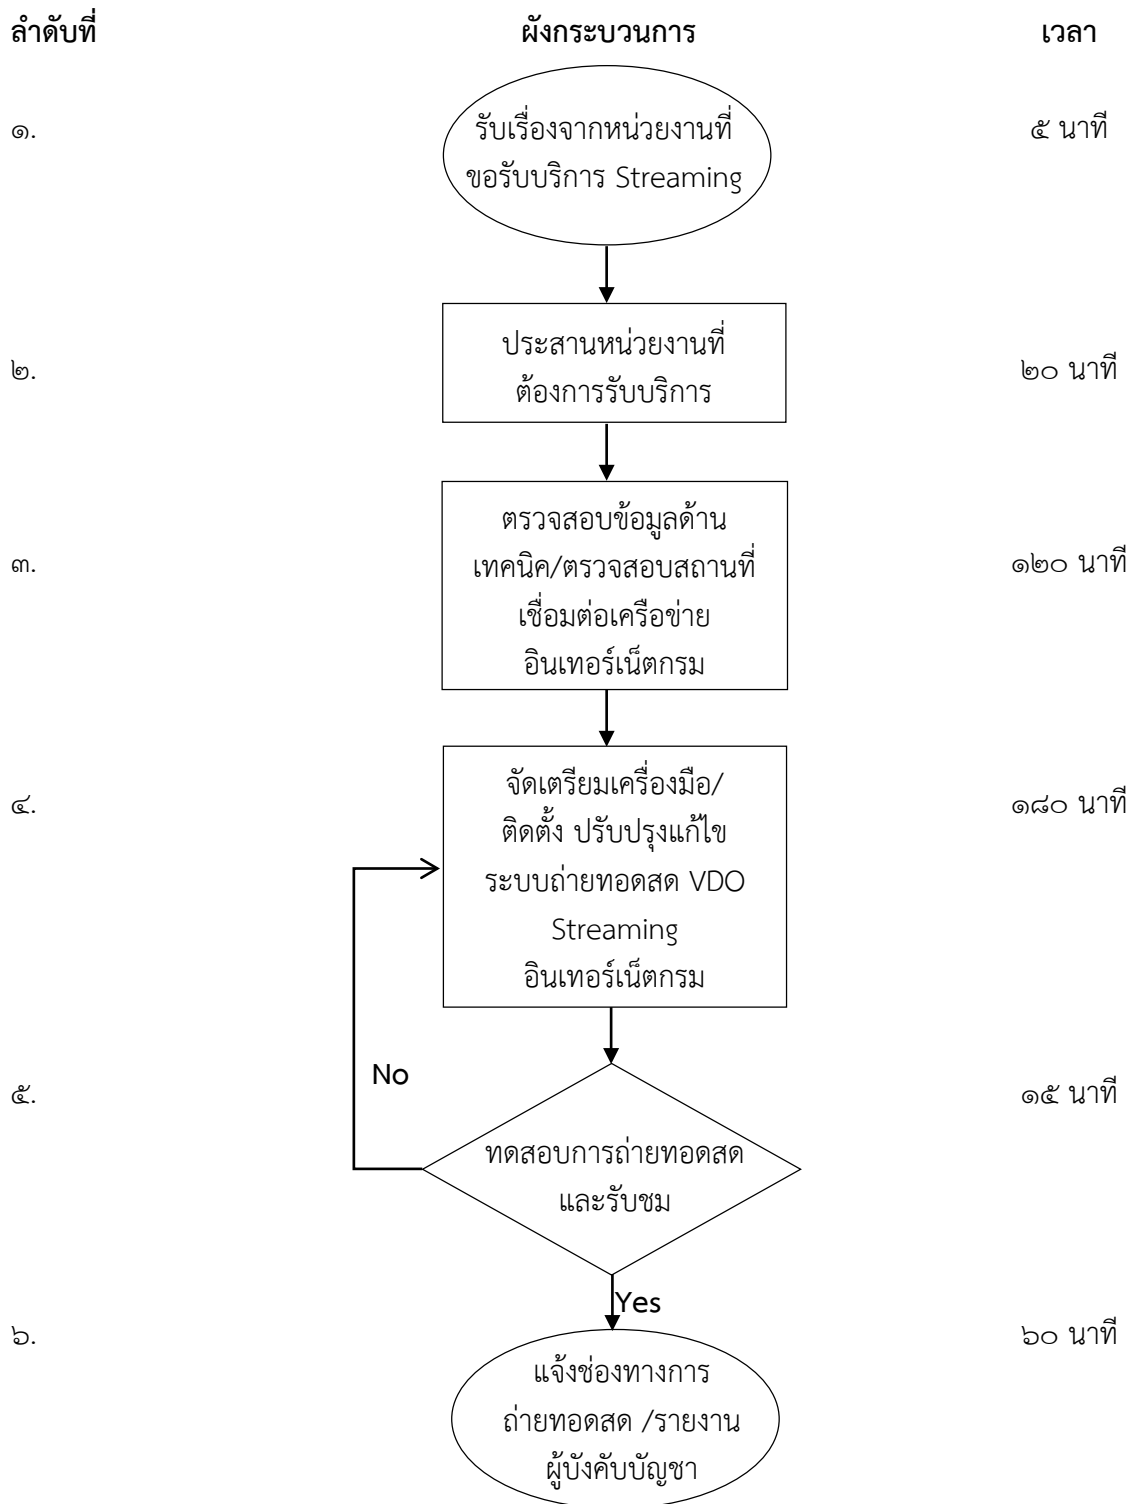 ลำดับที่ ผังกระบวนการ เวลา
๑. รับเรื่องจากหน่วยงานที่ ๕ นาที
ขอรับบริการ Streaming
ประสานหน่วยงานที่
๒. ต้องการรับบริการ ๒๐ นาที
ตรวจสอบข้อมูลด้าน
๓. เทคนิค/ตรวจสอบสถานที่ ๑๒๐ นาที
เชื่อมต่อเครือข่าย
อินเทอร์เน็ตกรม
จัดเตรียมเครื่องมือ/
๔. ติดตั้ง ปรับปรุงแก้ไข ๑๘๐ นาที
ระบบถ่ายทอดสด VDO
Streaming
อินเทอร์เน็ตกรม
No
๕. ๑๕ นาที
ทดสอบการถ่ายทอดสด
และรับชม
Yes
๖. ๖๐ นาที
แจ้งช่องทางการ
ถ่ายทอดสด /รายงาน
ผู้บังคับบัญชา